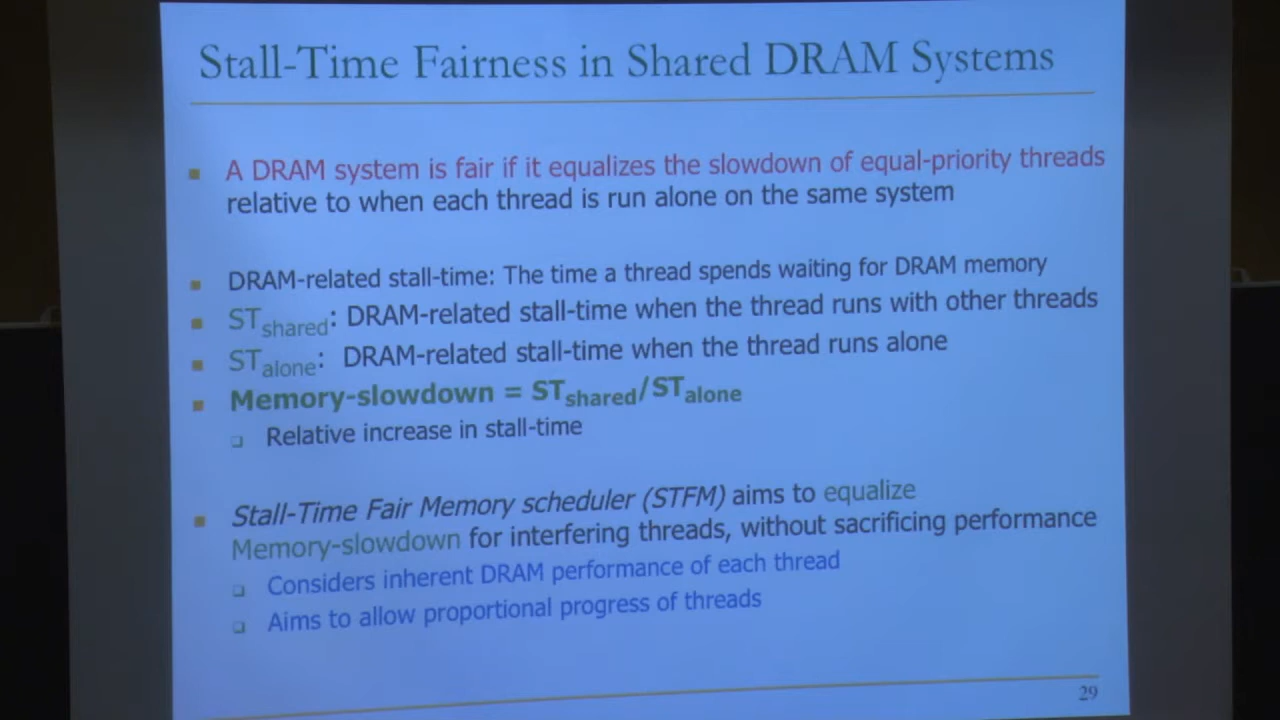 Stall-Time Fairness in Shared DRAM Systems
A DRAM system is fair if it equalizes the slowdown of equal-priority threads
relative to when each thread is run alone on the same system
DRAM-related stall-time: The time a thread spends waiting for DRAM memory
STshared: DRAM-related stall-time when the thread runs with other threads
STalone: DRAM-related stall-time when the thread runs alone
Memory-slowdown = STshared/STalone
Relative increase in stall-time
Stall-Time Fair Memory scheduler (STFM) aims to equalize
Memory-slowdown for interfering threads, without sacrificing performance
Considers inherent DRAM performance of each thread
Aims to allow proportional progress of threads
29